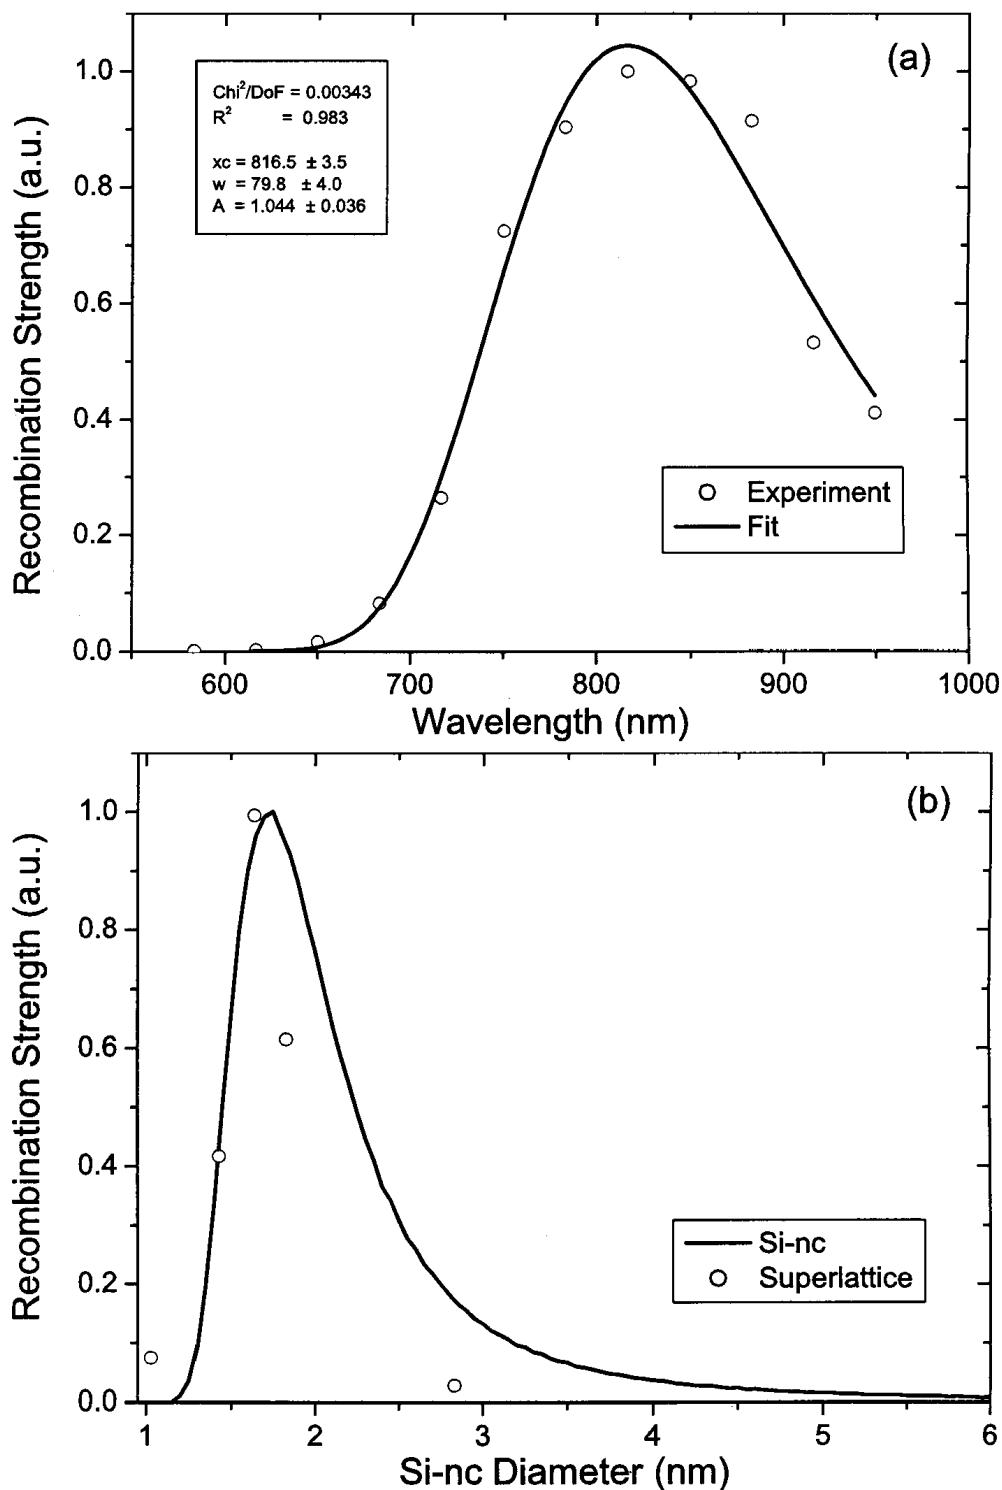 (a)
Chi²/DoF = 0.00343
R² = 0.983
xc = 816.5 ± 3.5
w = 79.8 ± 4.0
A = 1.044 ± 0.036
Recombination Strength (a.u.)
1.0
0.8
0.6
0.4
0.2
0.0
Experiment
Fit
600 700 800 900 1000
Wavelength (nm)
(b)
Recombination Strength (a.u.)
1.0
0.8
0.6
0.4
0.2
0.0
Si-nc
Superlattice
1 2 3 4 5 6
Si-nc Diameter (nm)